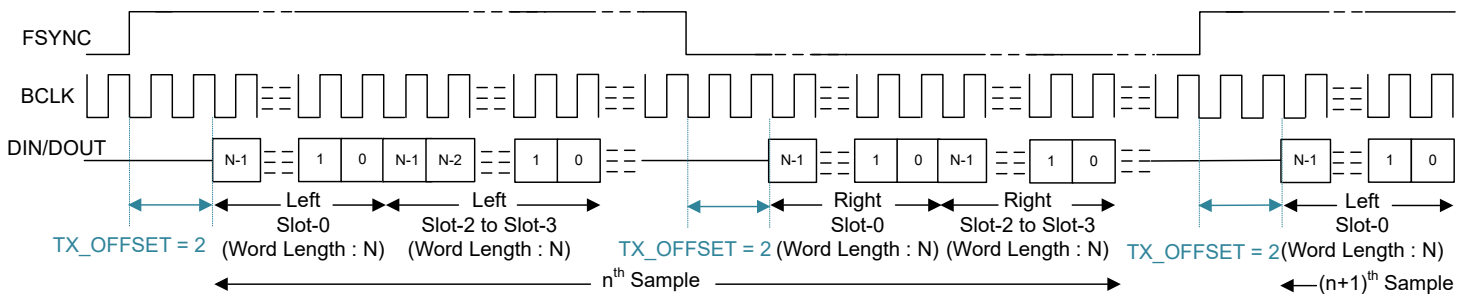 FSYNC
BCLK
DIN/DOUT
N-1 1 0 N-1 N-2 1 0 N-1 1 0 N-1 1 0 N-1 1 0
Left Left Right Right Left
Slot-0 Slot-2 to Slot-3 Slot-0 Slot-2 to Slot-3 Slot-0
TX_OFFSET = 2 (Word Length : N) (Word Length : N) TX_OFFSET = 2 (Word Length : N) (Word Length : N) TX_OFFSET = 2 (Word Length : N)
nth Sample (n+1)th Sample